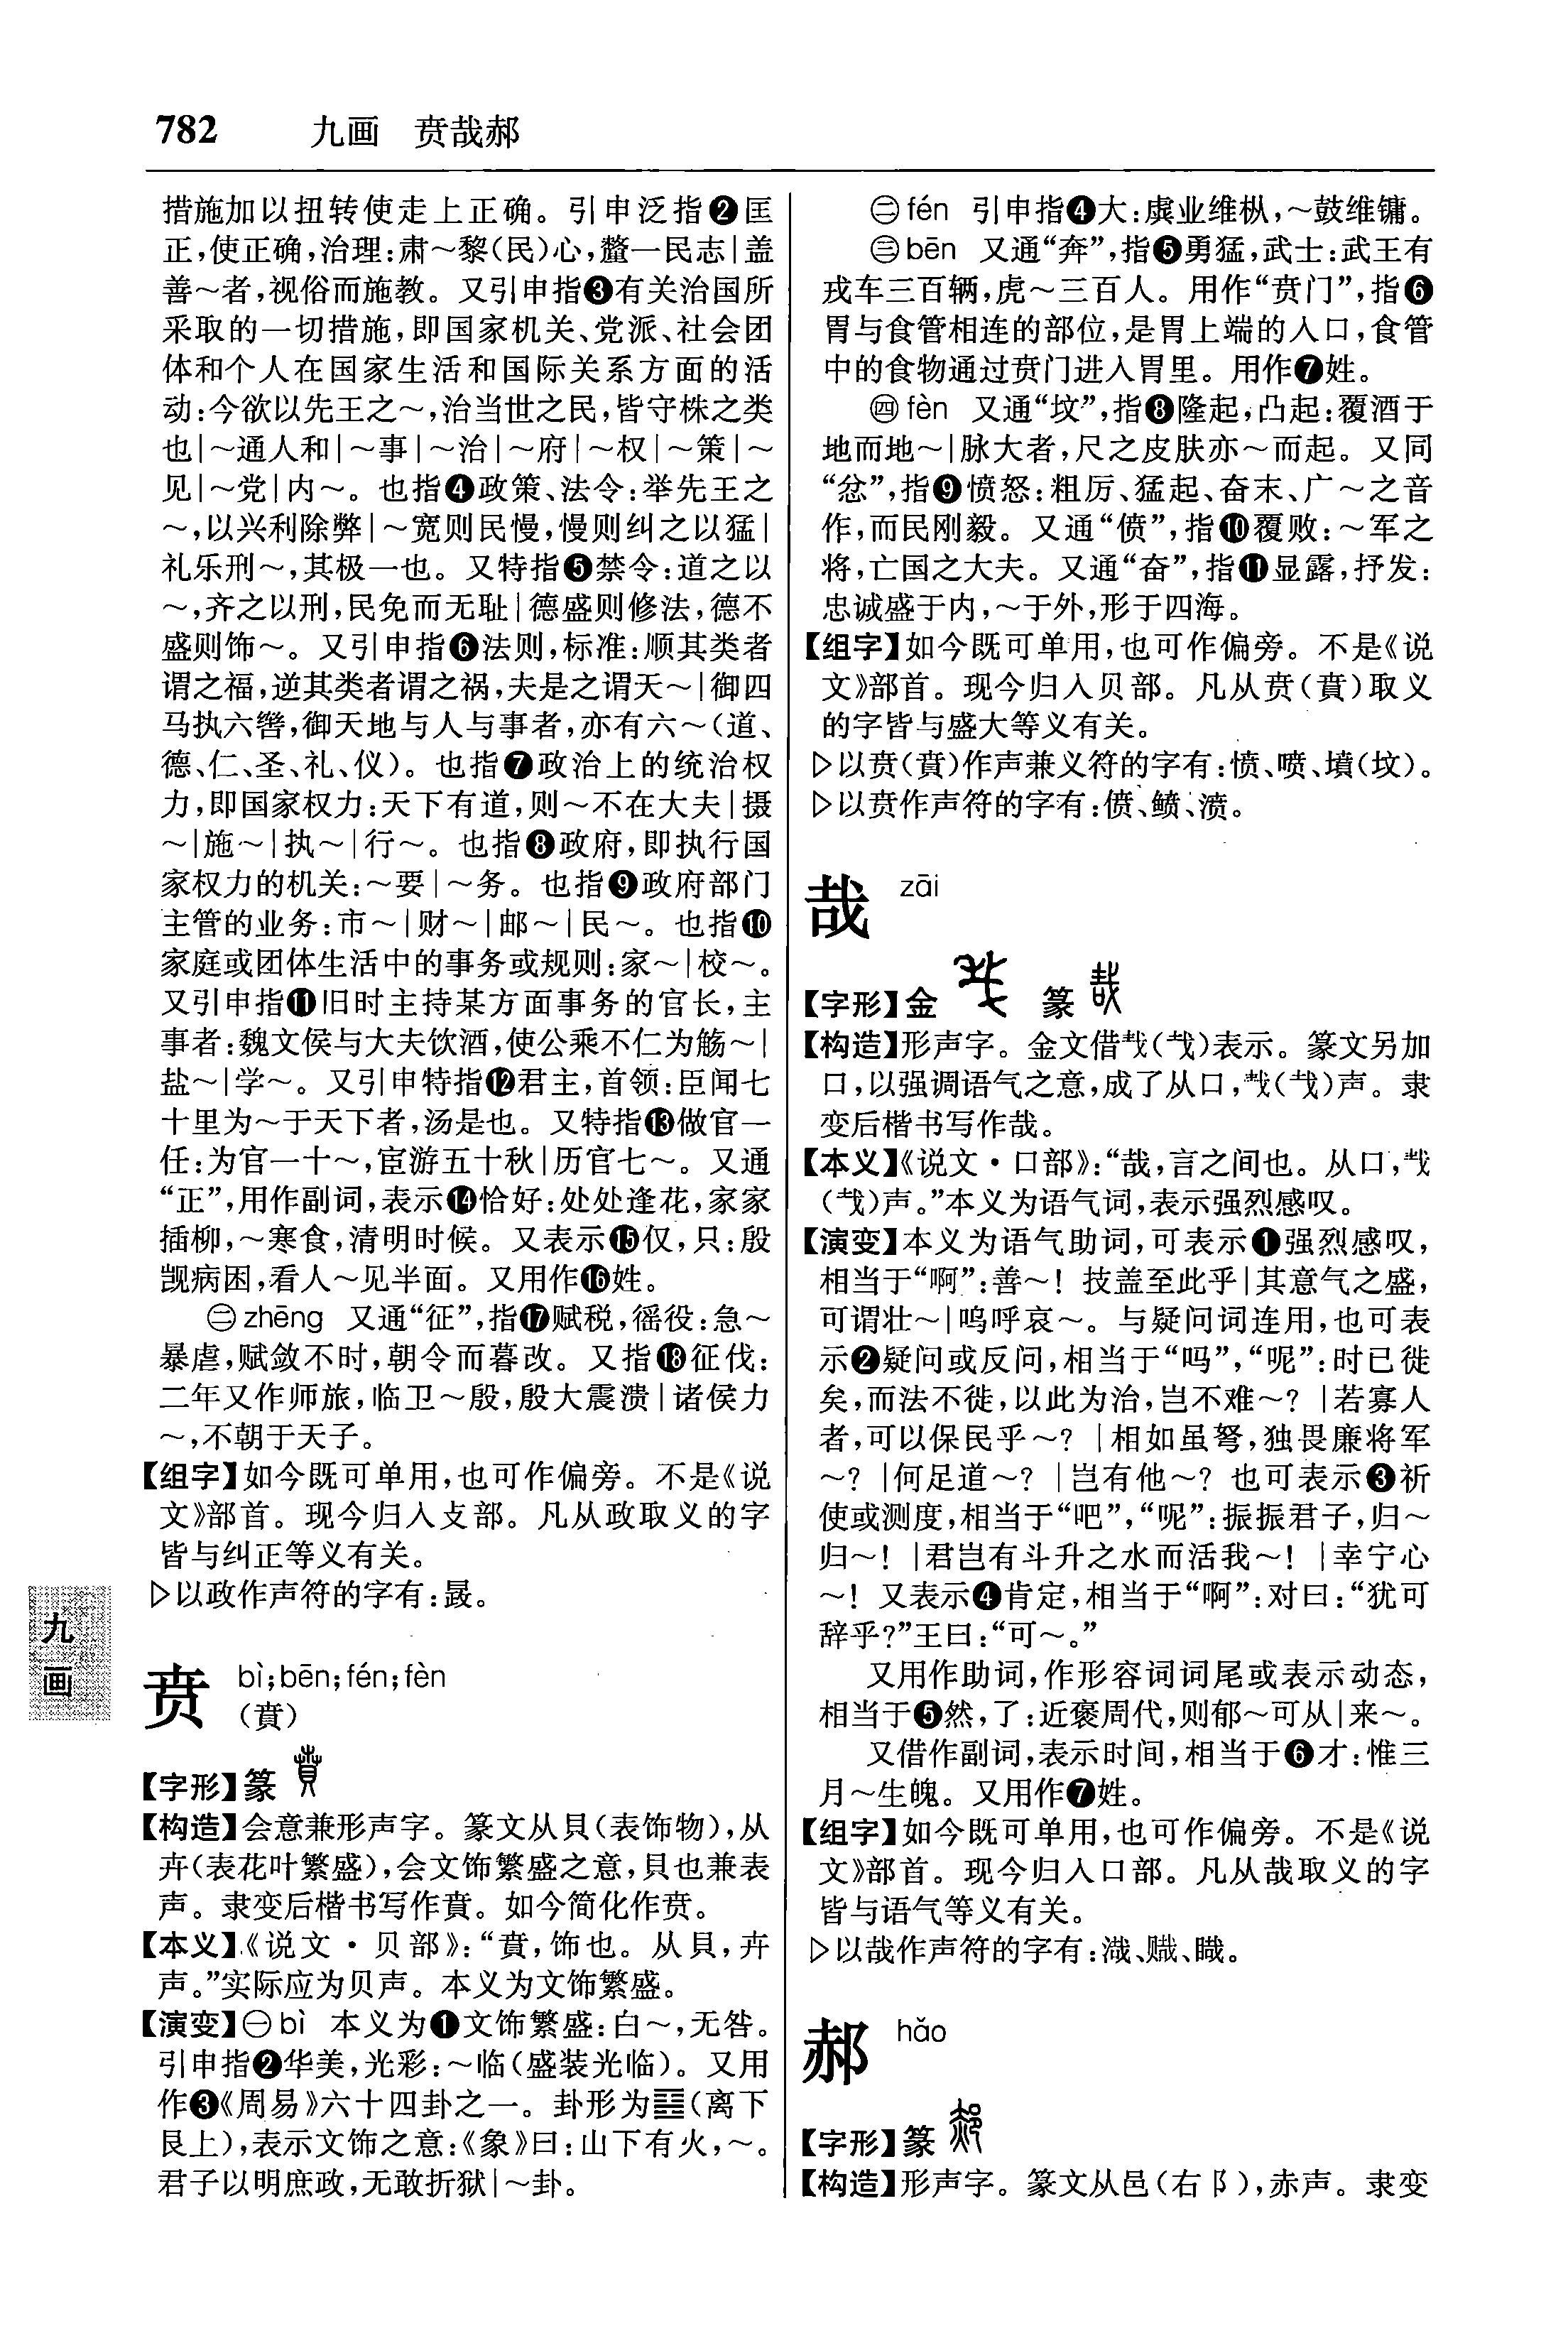 782 九画 贲哉郝
措施加以扭转使走上正确。引申泛指❷匡
正,使正确,治理:肃～黎(民)心,螯一民志|盖
善～者,视俗而施教。又引申指❸有关治国所
采取的一切措施,即国家机关、党派、社会团
体和个人在国家生活和国际关系方面的活
动:今欲以先王之～,治当世之民,皆守株之类
也|～通人和|～事|～治|～府|～权|～策|～
见|～党|内～。也指❹政策、法令:举先王之
～,以兴利除弊|～宽则民慢,慢则纠之以猛|
礼乐刑～,其极一也。又特指❺禁令:道之以
～,齐之以刑,民免而无耻|德盛则修法,德不
盛则饰～。又引申指❻法则,标准:顺其类者
谓之福,逆其类者谓之祸,夫是之谓天～|御四
马执六辔,御天地与人与事者,亦有六～(道、
德、仁、圣、礼、仪)。也指❼政治上的统治权
力,即国家权力:天下有道,则～不在大夫|摄
～|施～|执～|行～。也指❽政府,即执行国
家权力的机关:～要|～务。也指❾政府部门
主管的业务:市～|财～|邮～|民～。也指❿
家庭或团体生活中的事务或规则:家～|校～。
又引申指⓫旧时主持某方面事务的官长,主
事者:魏文侯与大夫饮酒,使公乘不仁为觞～|
盐～|学～。又引申特指⓬君主,首领:臣闻七
十里为～于天下者,汤是也。又特指⓭做官一
任:为官一十～,宦游五十秋|历官七～。又通
“正”,用作副词,表示⓮恰好:处处逢花,家家
插柳,～寒食,清明时候。又表示⓯仅,只:殷
觊病困,看人～见半面。又用作⓰姓。
㊁zhēng 又通“征”,指⓱赋税,徭役:急～
暴虐,赋敛不时,朝令而暮改。又指⓲征伐:
二年又作师旅,临卫～殷,殷大震溃|诸侯力
～,不朝于天子。
【组字】如今既可单用,也可作偏旁。不是《说
文》部首。现今归入攴部。凡从政取义的字
皆与纠正等义有关。
▷以政作声符的字有:晸。
贲 bì;bēn;fén;fèn
(賁)
【字形】篆
【构造】会意兼形声字。篆文从貝(表饰物),从
卉(表花叶繁盛),会文饰繁盛之意,貝也兼表
声。隶变后楷书写作賁。如今简化作贲。
【本义】《说文·贝部》:“賁,饰也。从貝,卉
声。”实际应为贝声。本义为文饰繁盛。
【演变】㊀bì 本义为❶文饰繁盛:白～,无咎。
引申指❷华美,光彩:～临(盛装光临)。又用
作❸《周易》六十四卦之一。卦形为䷕(离下
艮上),表示文饰之意:《象》曰:山下有火,～。
君子以明庶政,无敢折狱|～卦。
㊂fén 引申指❹大:虡业维枞,～鼓维镛。
㊂bēn 又通“奔”,指❺勇猛,武士:武王有
戎车三百辆,虎～三百人。用作“贲门”,指❻
胃与食管相连的部位,是胃上端的入口,食管
中的食物通过贲门进入胃里。用作❼姓。
㊃fèn 又通“坟”,指❽隆起,凸起:覆酒于
地而地～|脉大者,尺之皮肤亦～而起。又同
“忿”,指❾愤怒:粗厉、猛起、奋末、广～之音
作,而民刚毅。又通“偾”,指❿覆败:～军之
将,亡国之大夫。又通“奋”,指⓫显露,抒发:
忠诚盛于内,～于外,形于四海。
【组字】如今既可单用,也可作偏旁。不是《说
文》部首。现今归入贝部。凡从贲(賁)取义
的字皆与盛大等义有关。
▷以贲(賁)作声兼义符的字有:愤、喷、墳(坟)。
▷以贲作声符的字有:偾、鲼、濆。
哉 zāi
【字形】金 篆
【构造】形声字。金文借𢦏(𢦏)表示。篆文另加
口,以强调语气之意,成了从口,𢦏(𢦏)声。隶
变后楷书写作哉。
【本义】《说文·口部》:“哉,言之间也。从口,𢦏
(𢦏)声。”本义为语气词,表示强烈感叹。
【演变】本义为语气助词,可表示❶强烈感叹,
相当于“啊”:善～！技盖至此乎|其意气之盛,
可谓壮～|呜呼哀～。与疑问词连用,也可表
示❷疑问或反问,相当于“吗”,“呢”:时已徙
矣,而法不徙,以此为治,岂不难～?|若寡人
者,可以保民乎～?|相如虽驽,独畏廉将军
～?|何足道～?|岂有他～?也可表示❸祈
使或测度,相当于“吧”,“呢”:振振君子,归～
归～！|君岂有斗升之水而活我～！|幸宁心
～！又表示❹肯定,相当于“啊”:对曰:“犹可
辞乎?”王曰:“可～。”
又用作助词,作形容词词尾或表示动态,
相当于❺然,了:近褒周代,则郁～可从|来～。
又借作副词,表示时间,相当于❻才:惟三
月～生魄。又用作❼姓。
【组字】如今既可单用,也可作偏旁。不是《说
文》部首。现今归入口部。凡从哉取义的字
皆与语气等义有关。
▷以哉作声符的字有:溨、䞁、睵。
郝 hǎo
【字形】篆
【构造】形声字。篆文从邑(右阝),赤声。隶变
九画